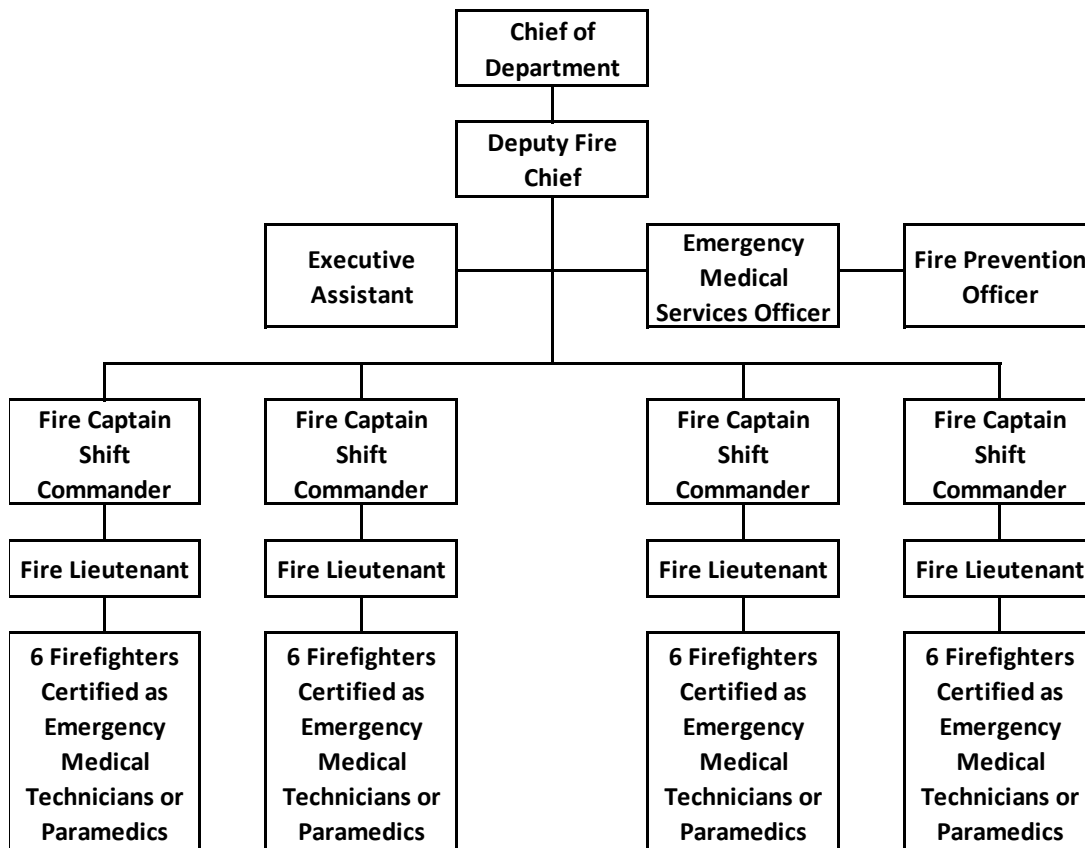 Chief of
Department
Deputy Fire
Chief
Executive
Assistant
Emergency
Medical
Services Officer
Fire Prevention
Officer
Fire Captain
Shift
Commander
Fire Captain
Shift
Commander
Fire Captain
Shift
Commander
Fire Captain
Shift
Commander
Fire Lieutenant
Fire Lieutenant
Fire Lieutenant
Fire Lieutenant
6 Firefighters
Certified as
Emergency
Medical
Technicians or
Paramedics
6 Firefighters
Certified as
Emergency
Medical
Technicians or
Paramedics
6 Firefighters
Certified as
Emergency
Medical
Technicians or
Paramedics
6 Firefighters
Certified as
Emergency
Medical
Technicians or
Paramedics